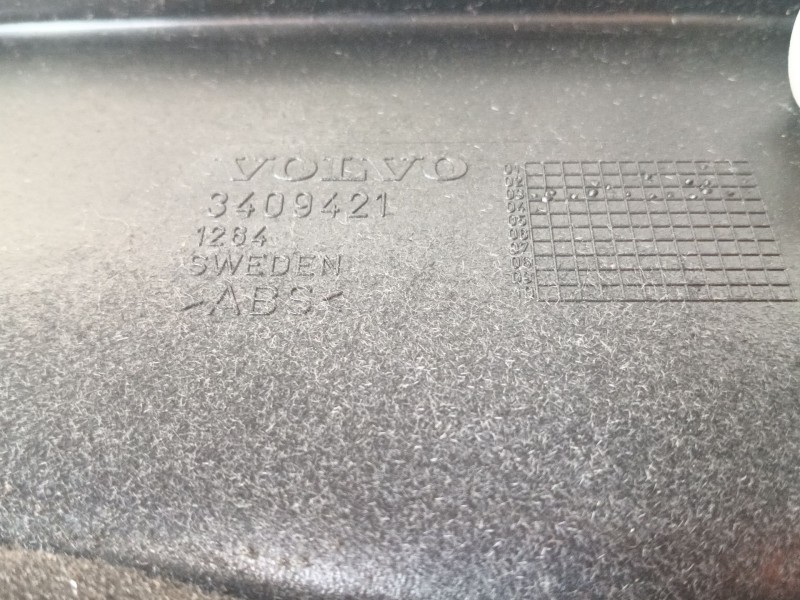 VOLVO
3409421
1284
SWEDEN
>ABS<